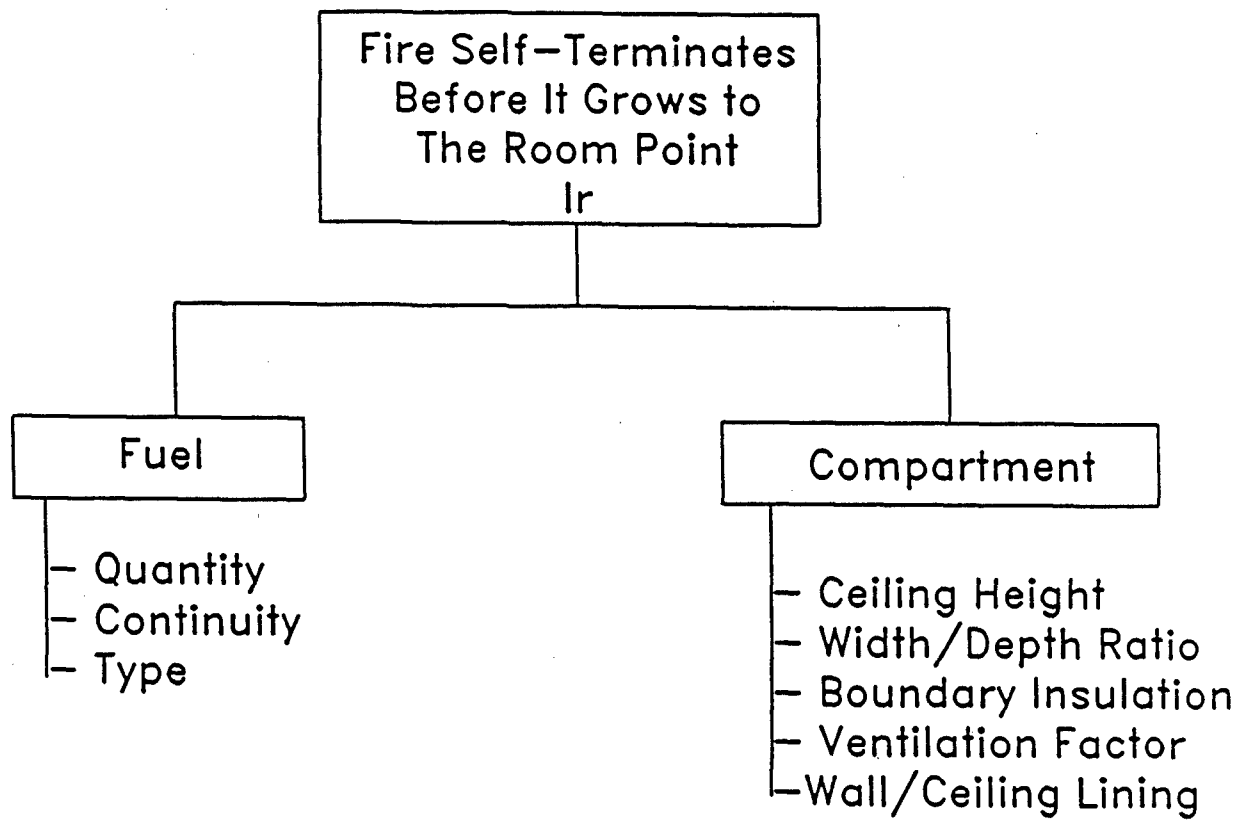 Fire Self-Terminates
Before It Grows to
The Room Point
Ir
Fuel
- Quantity
- Continuity
- Type
Compartment
- Ceiling Height
- Width/Depth Ratio
- Boundary Insulation
- Ventilation Factor
- Wall/Ceiling Lining